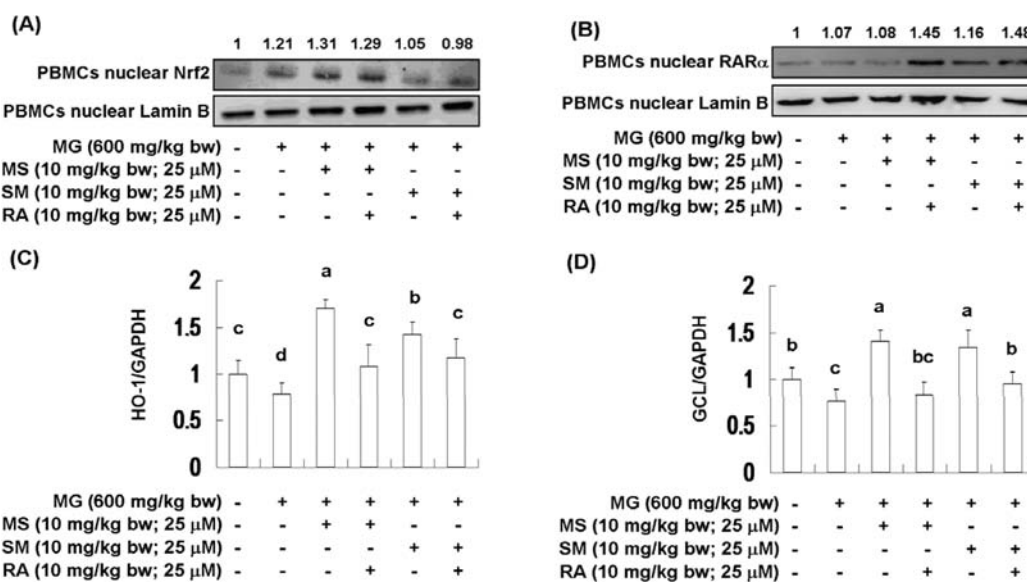 (A)
1 1.21 1.31 1.29 1.05 0.98
PBMCs nuclear Nrf2
PBMCs nuclear Lamin B
MG (600 mg/kg bw) - + + + + +
MS (10 mg/kg bw; 25 μM) - - + + - -
SM (10 mg/kg bw; 25 μM) - - - - + +
RA (10 mg/kg bw; 25 μM) - - - + - +
(B)
1 1.07 1.08 1.45 1.16 1.48
PBMCs nuclear RARα
PBMCs nuclear Lamin B
MG (600 mg/kg bw) - + + + + +
MS (10 mg/kg bw; 25 μM) - - + + - -
SM (10 mg/kg bw; 25 μM) - - - - + +
RA (10 mg/kg bw; 25 μM) - - - + - +
(C)
HO-1/GAPDH
2
1.5
1
0.5
0
c d a c b c
MG (600 mg/kg bw) - + + + + +
MS (10 mg/kg bw; 25 μM) - - + + - -
SM (10 mg/kg bw; 25 μM) - - - - + +
RA (10 mg/kg bw; 25 μM) - - - + - +
(D)
GCL/GAPDH
2
1.5
1
0.5
0
b c a bc a b
MG (600 mg/kg bw) - + + + + +
MS (10 mg/kg bw; 25 μM) - - + + - -
SM (10 mg/kg bw; 25 μM) - - - - + +
RA (10 mg/kg bw; 25 μM) - - - + - +